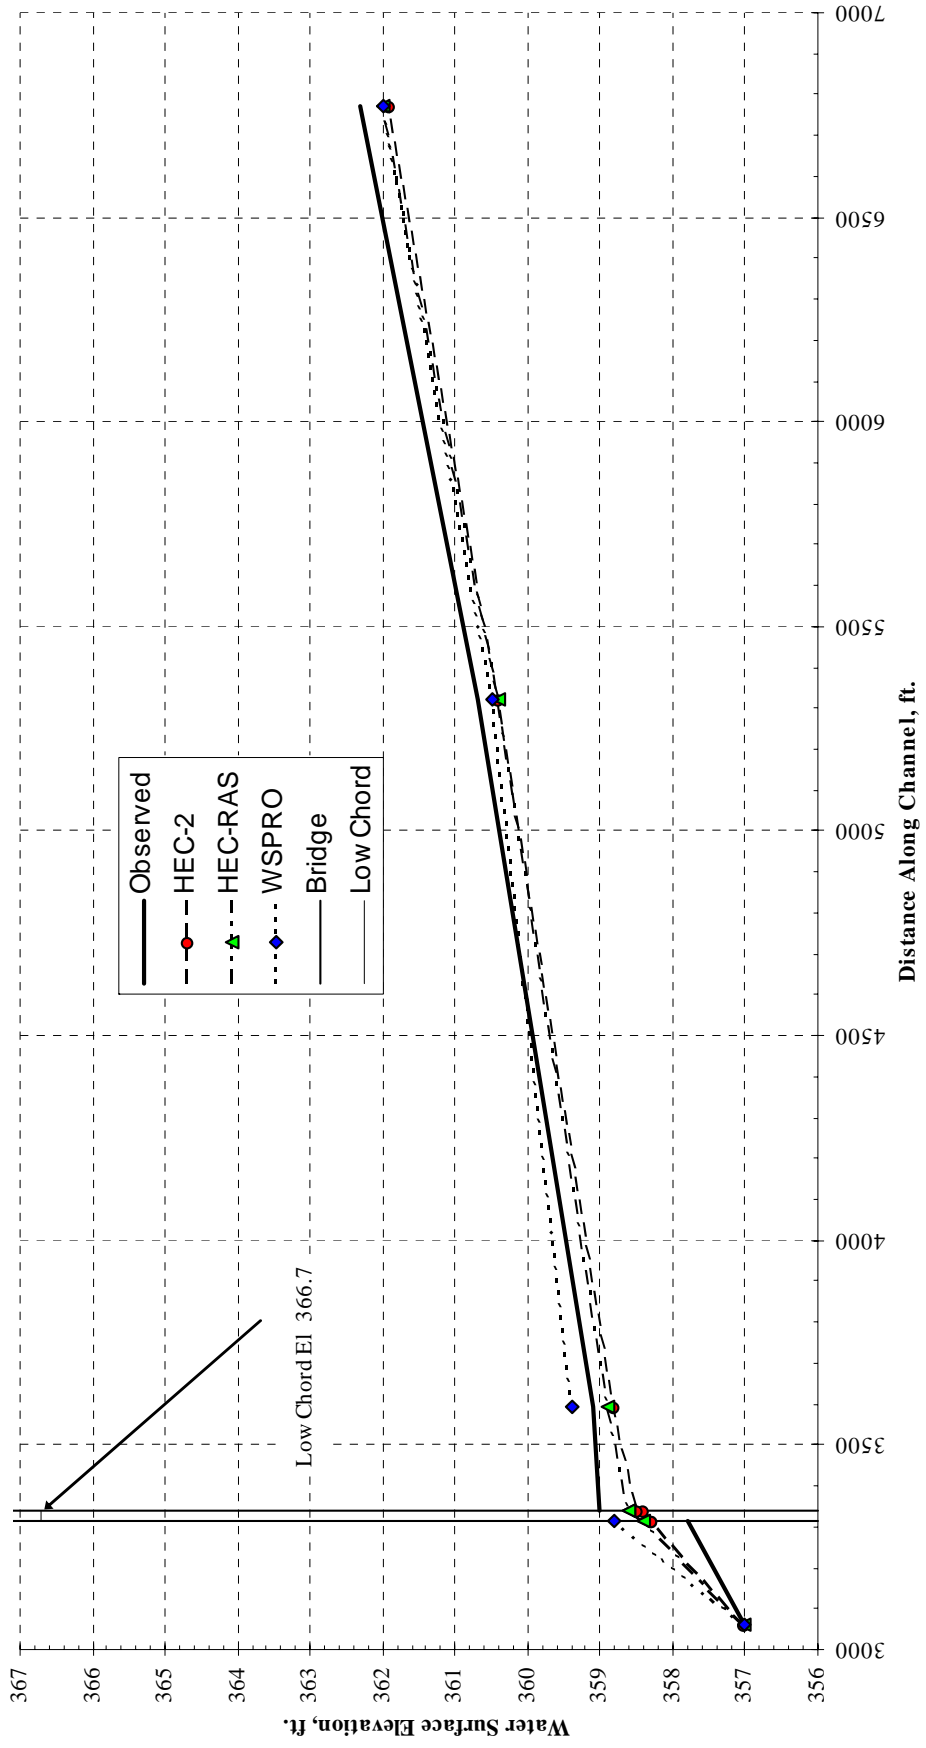 367
366
365
364
363
362
361
360
359
358
357
356
Water Surface Elevation, ft.
3000
3500
4000
4500
5000
5500
6000
6500
7000
Distance Along Channel, ft.
Low Chord El 366.7
Observed
HEC-2
HEC-RAS
WSPRO
Bridge
Low Chord